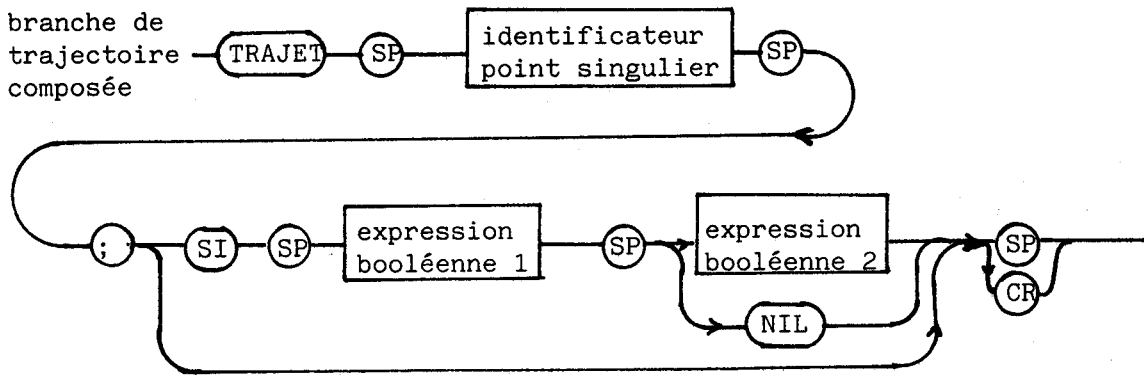 branche de
trajectoire
composée
TRAJET
SP
identificateur
point singulier
SP
;
SI
SP
expression
booléenne 1
SP
expression
booléenne 2
NIL
SP
CR